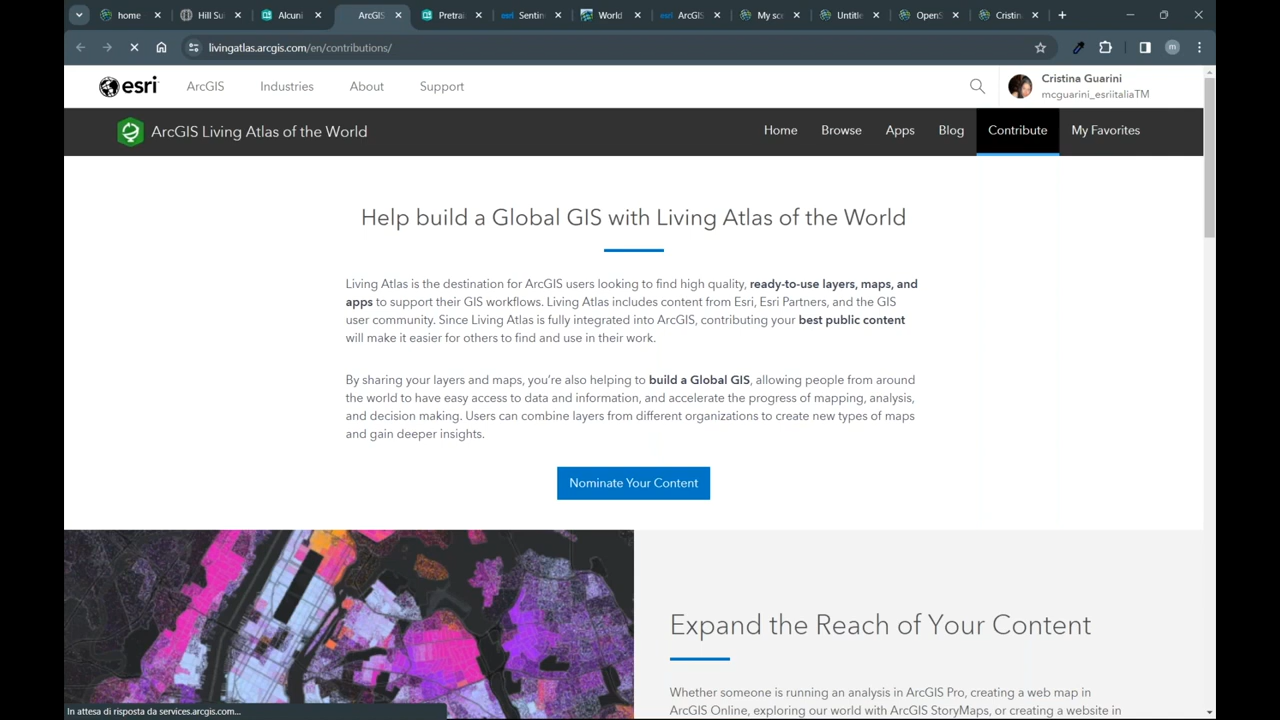 home
Hill Su
Alcuni
ArcGIS
Pretrai
esri Sentin
World
esri ArcGIS
My sc
Untitle
OpenS
Cristin
livingatlas.arcgis.com/en/contributions/
m
esri
ArcGIS
Industries
About
Support
Cristina Guarini
mcguarini_esriitaliaTM
ArcGIS Living Atlas of the World
Home
Browse
Apps
Blog
Contribute
My Favorites
Help build a Global GIS with Living Atlas of the World
Living Atlas is the destination for ArcGIS users looking to find high quality, ready-to-use layers, maps, and
apps to support their GIS workflows. Living Atlas includes content from Esri, Esri Partners, and the GIS
user community. Since Living Atlas is fully integrated into ArcGIS, contributing your best public content
will make it easier for others to find and use in their work.
By sharing your layers and maps, you’re also helping to build a Global GIS, allowing people from around
the world to have easy access to data and information, and accelerate the progress of mapping, analysis,
and decision making. Users can combine layers from different organizations to create new types of maps
and gain deeper insights.
Nominate Your Content
Expand the Reach of Your Content
Whether someone is running an analysis in ArcGIS Pro, creating a web map in
ArcGIS Online, exploring our world with ArcGIS StoryMaps, or creating a website in
In attesa di risposta da services.arcgis.com...